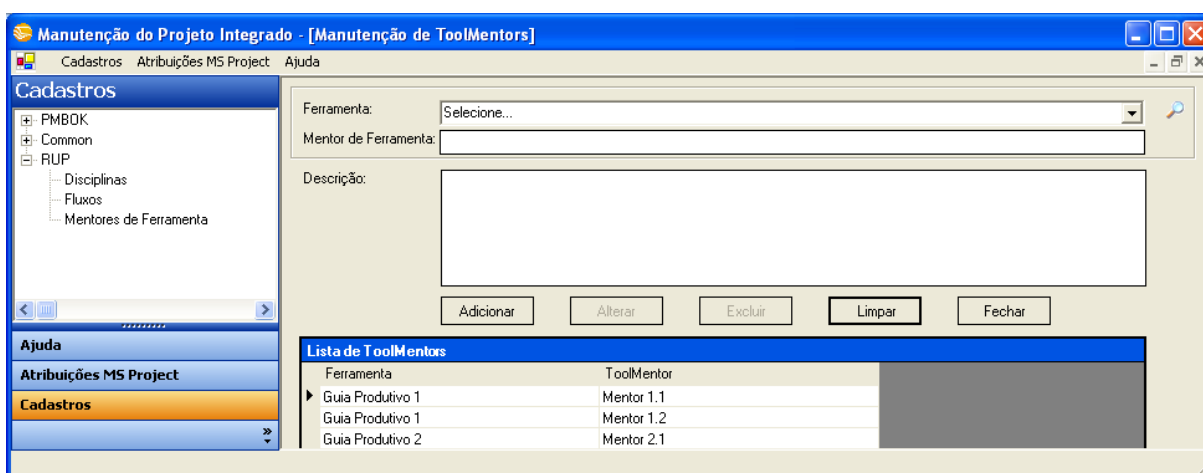 Manutenção do Projeto Integrado - [Manutenção de ToolMentors]
Cadastros Atribuições MS Project Ajuda
Cadastros
PMBOK
Common
RUP
Disciplinas
Fluxos
Mentores de Ferramenta
Ajuda
Atribuições MS Project
Cadastros
Ferramenta: Selecione...
Mentor de Ferramenta:
Descrição:
Adicionar Alterar Excluir Limpar Fechar
Lista de ToolMentors
Ferramenta ToolMentor
Guia Produtivo 1 Mentor 1.1
Guia Produtivo 1 Mentor 1.2
Guia Produtivo 2 Mentor 2.1